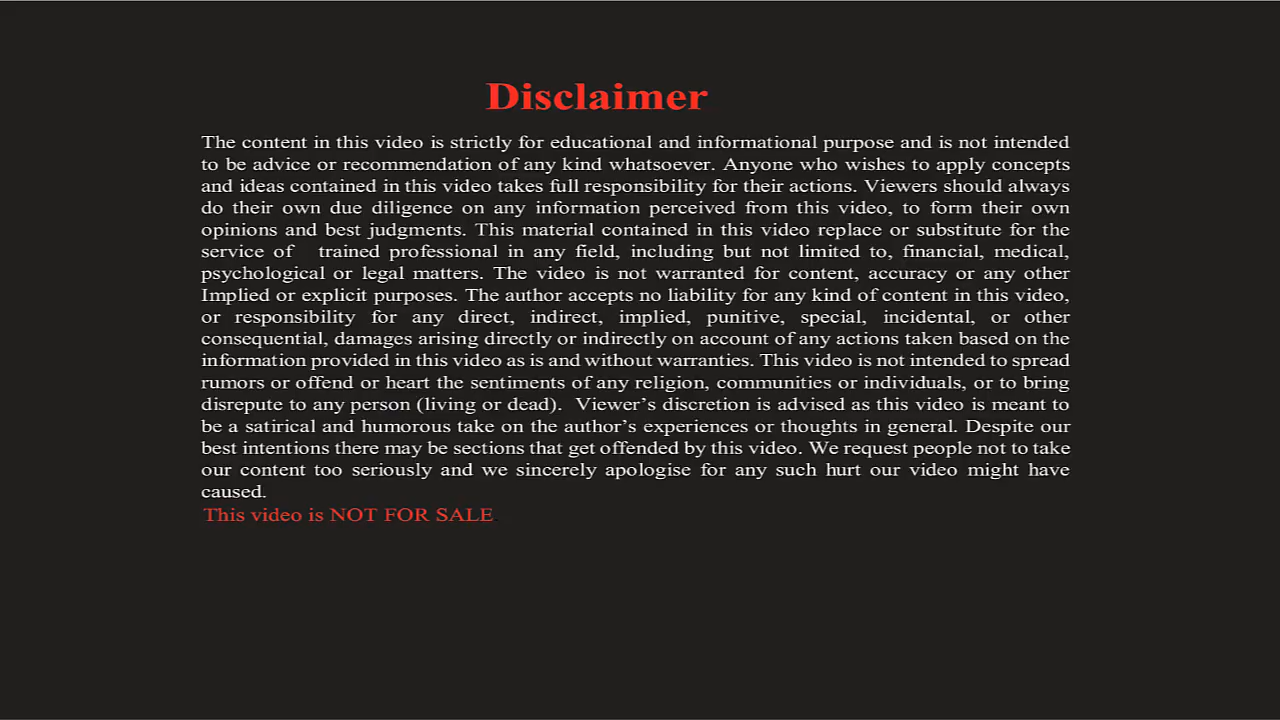 Disclaimer
The content in this video is strictly for educational and informational purpose and is not intended
to be advice or recommendation of any kind whatsoever. Anyone who wishes to apply concepts
and ideas contained in this video takes full responsibility for their actions. Viewers should always
do their own due diligence on any information perceived from this video, to form their own
opinions and best judgments. This material contained in this video replace or substitute for the
service of trained professional in any field, including but not limited to, financial, medical,
psychological or legal matters. The video is not warranted for content, accuracy or any other
Implied or explicit purposes. The author accepts no liability for any kind of content in this video,
or responsibility for any direct, indirect, implied, punitive, special, incidental, or other
consequential, damages arising directly or indirectly on account of any actions taken based on the
information provided in this video as is and without warranties. This video is not intended to spread
rumors or offend or heart the sentiments of any religion, communities or individuals, or to bring
disrepute to any person (living or dead). Viewer’s discretion is advised as this video is meant to
be a satirical and humorous take on the author’s experiences or thoughts in general. Despite our
best intentions there may be sections that get offended by this video. We request people not to take
our content too seriously and we sincerely apologise for any such hurt our video might have
caused.
This video is NOT FOR SALE.